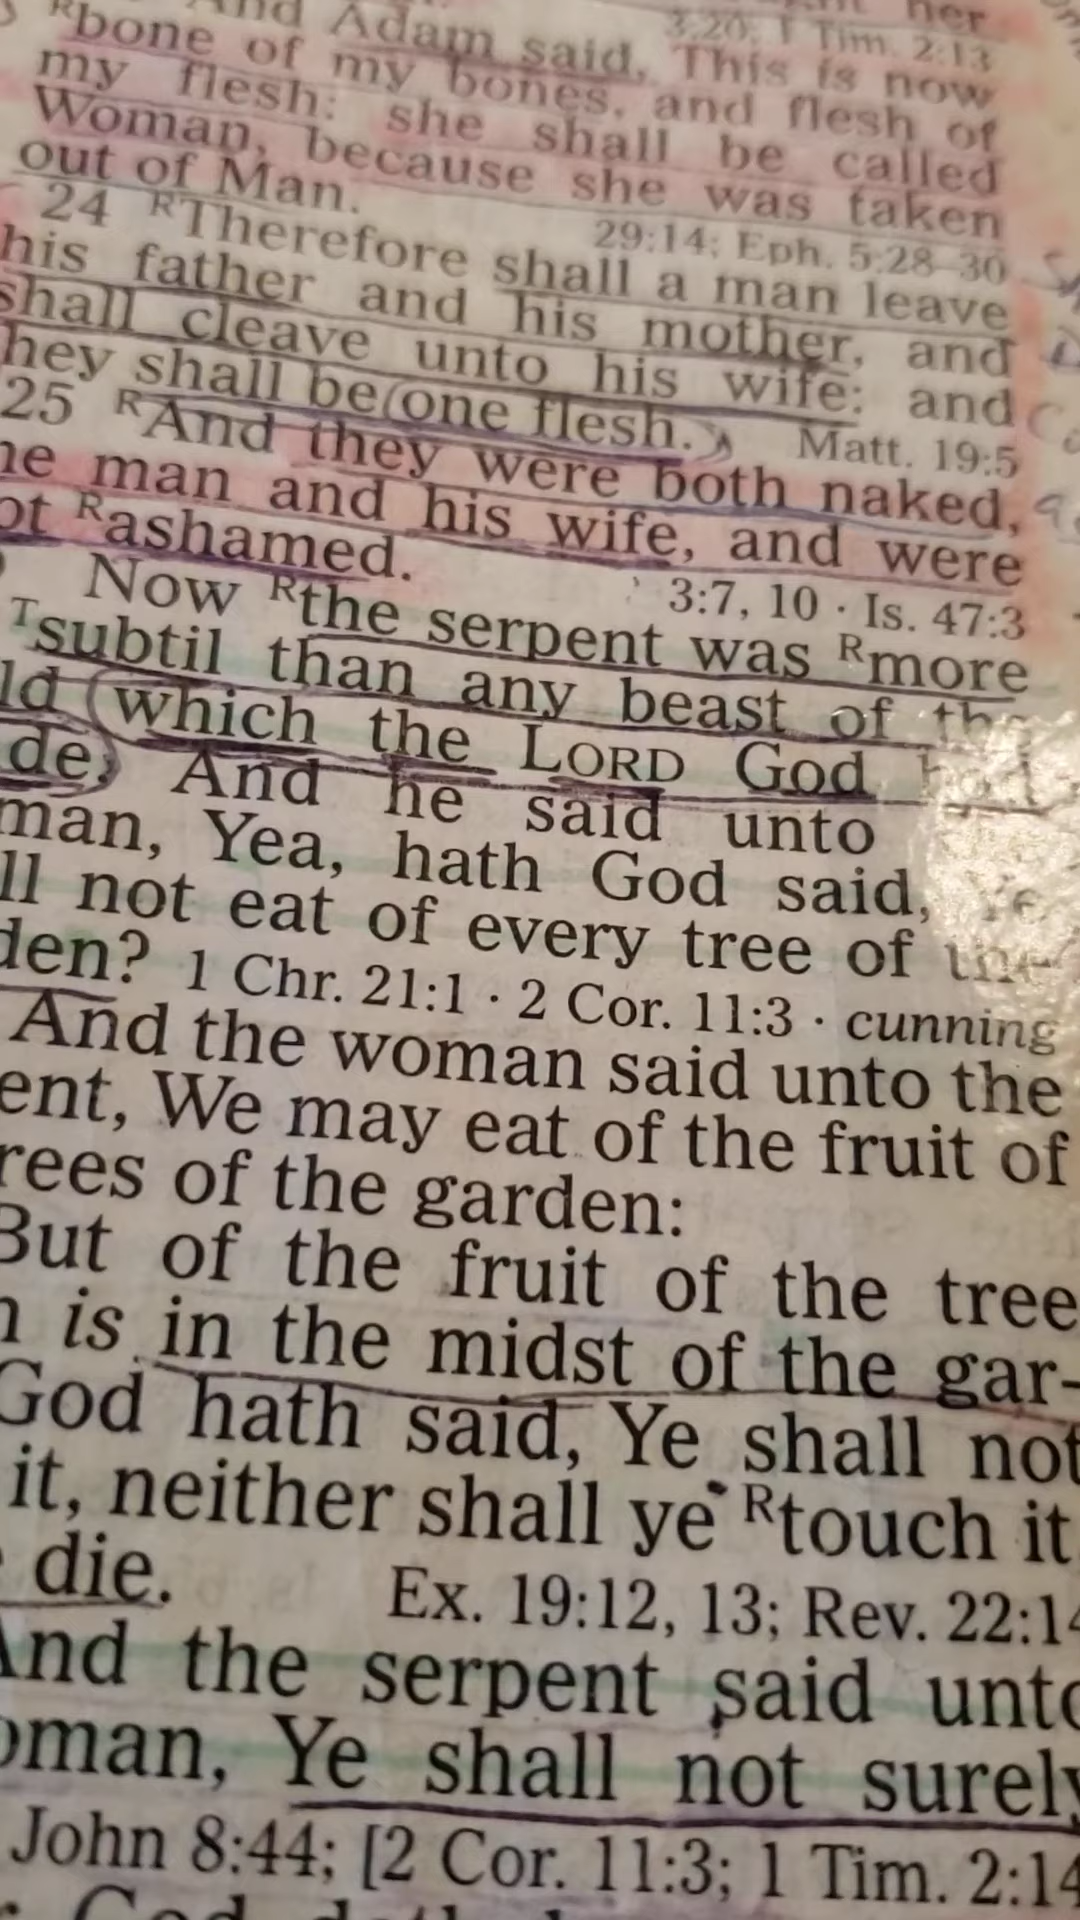 her
3:20; 1 Tim. 2:13
And Adam said, This is now
Rbone of my bones, and flesh of
my flesh: she shall be called
Woman, because she was taken
out of Man.
29:14; Eph. 5:28–30
24 RTherefore shall a man leave
his father and his mother, and
shall cleave unto his wife: and
hey shall be one flesh. Matt. 19:5
25 RAnd they were both naked,
he man and his wife, and were
ot Rashamed.
3:7, 10 · Is. 47:3
Now Rthe serpent was Rmore
Tsubtil than any beast of the
ld which the LORD God had
de. And he said unto
man, Yea, hath God said, Ye
ll not eat of every tree of the
den? 1 Chr. 21:1 · 2 Cor. 11:3 · cunning
And the woman said unto the
ent, We may eat of the fruit of
rees of the garden:
But of the fruit of the tree
h is in the midst of the gar-
God hath said, Ye shall not
it, neither shall ye Rtouch it,
die.
Ex. 19:12, 13; Rev. 22:14
And the serpent said unto
oman, Ye shall not surely
John 8:44; [2 Cor. 11:3; 1 Tim. 2:14
God doth